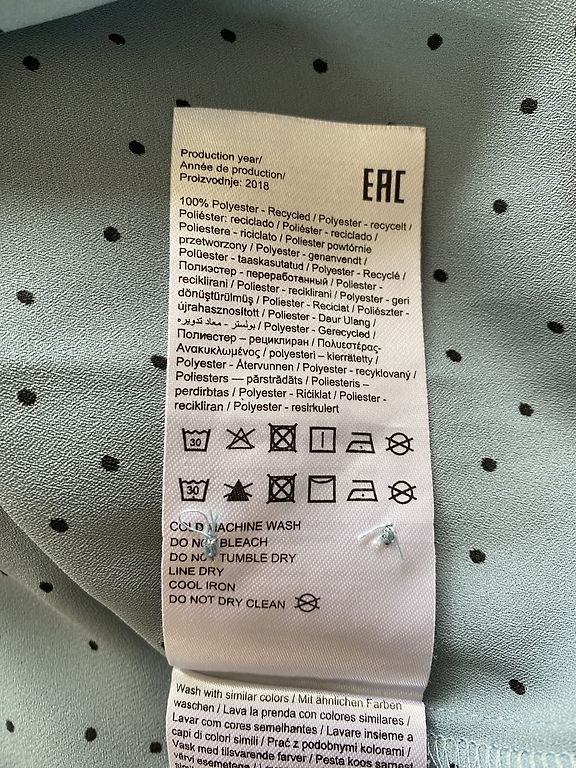 Production year/
Année de production/
Proizvodnje: 2018
EAC
100% Polyester - Recycled / Polyester - recycelt /
Poliéster: reciclado / Poliéster - reciclado /
Poliestere - riciclato / Poliester powtórnie
przetworzony / Polyester - genanvendt /
Polüester - taaskasutatud / Polyester - Recyclé /
Полиэстер - переработанный / Poliester -
reciklirani / Poliester - reciklirani / Polyester - geri
dönüştürülmüş / Poliester - Reciclat / Poliészter -
újrahasznosított / Poliester - Daur Ulang /
بولستر - معاد تدويره / Polyester - Gerecycled /
Полиестер – рециклиран / Πολυεστέρας-
Ανακυκλωμένος / polyesteri – kierrätetty /
Polyester - Återvunnen / Polyester - recyklovaný /
Poliesters — pārstrādāts / Poliesteris –
perdirbtas / Polyester - Ričiklat / Poliester -
recikliran / Polyester - resirkulert
30
30
COLD MACHINE WASH
DO NOT BLEACH
DO NOT TUMBLE DRY
LINE DRY
COOL IRON
DO NOT DRY CLEAN
Wash with similar colors / Mit ähnlichen Farben
waschen / Lava la prenda con colores similares /
Lavar com cores semelhantes / Lavare insieme a
capi di colori simili / Prać z podobnymi kolorami /
Vask med tilsvarende farver / Pesta koos samast
värvi esemetega /